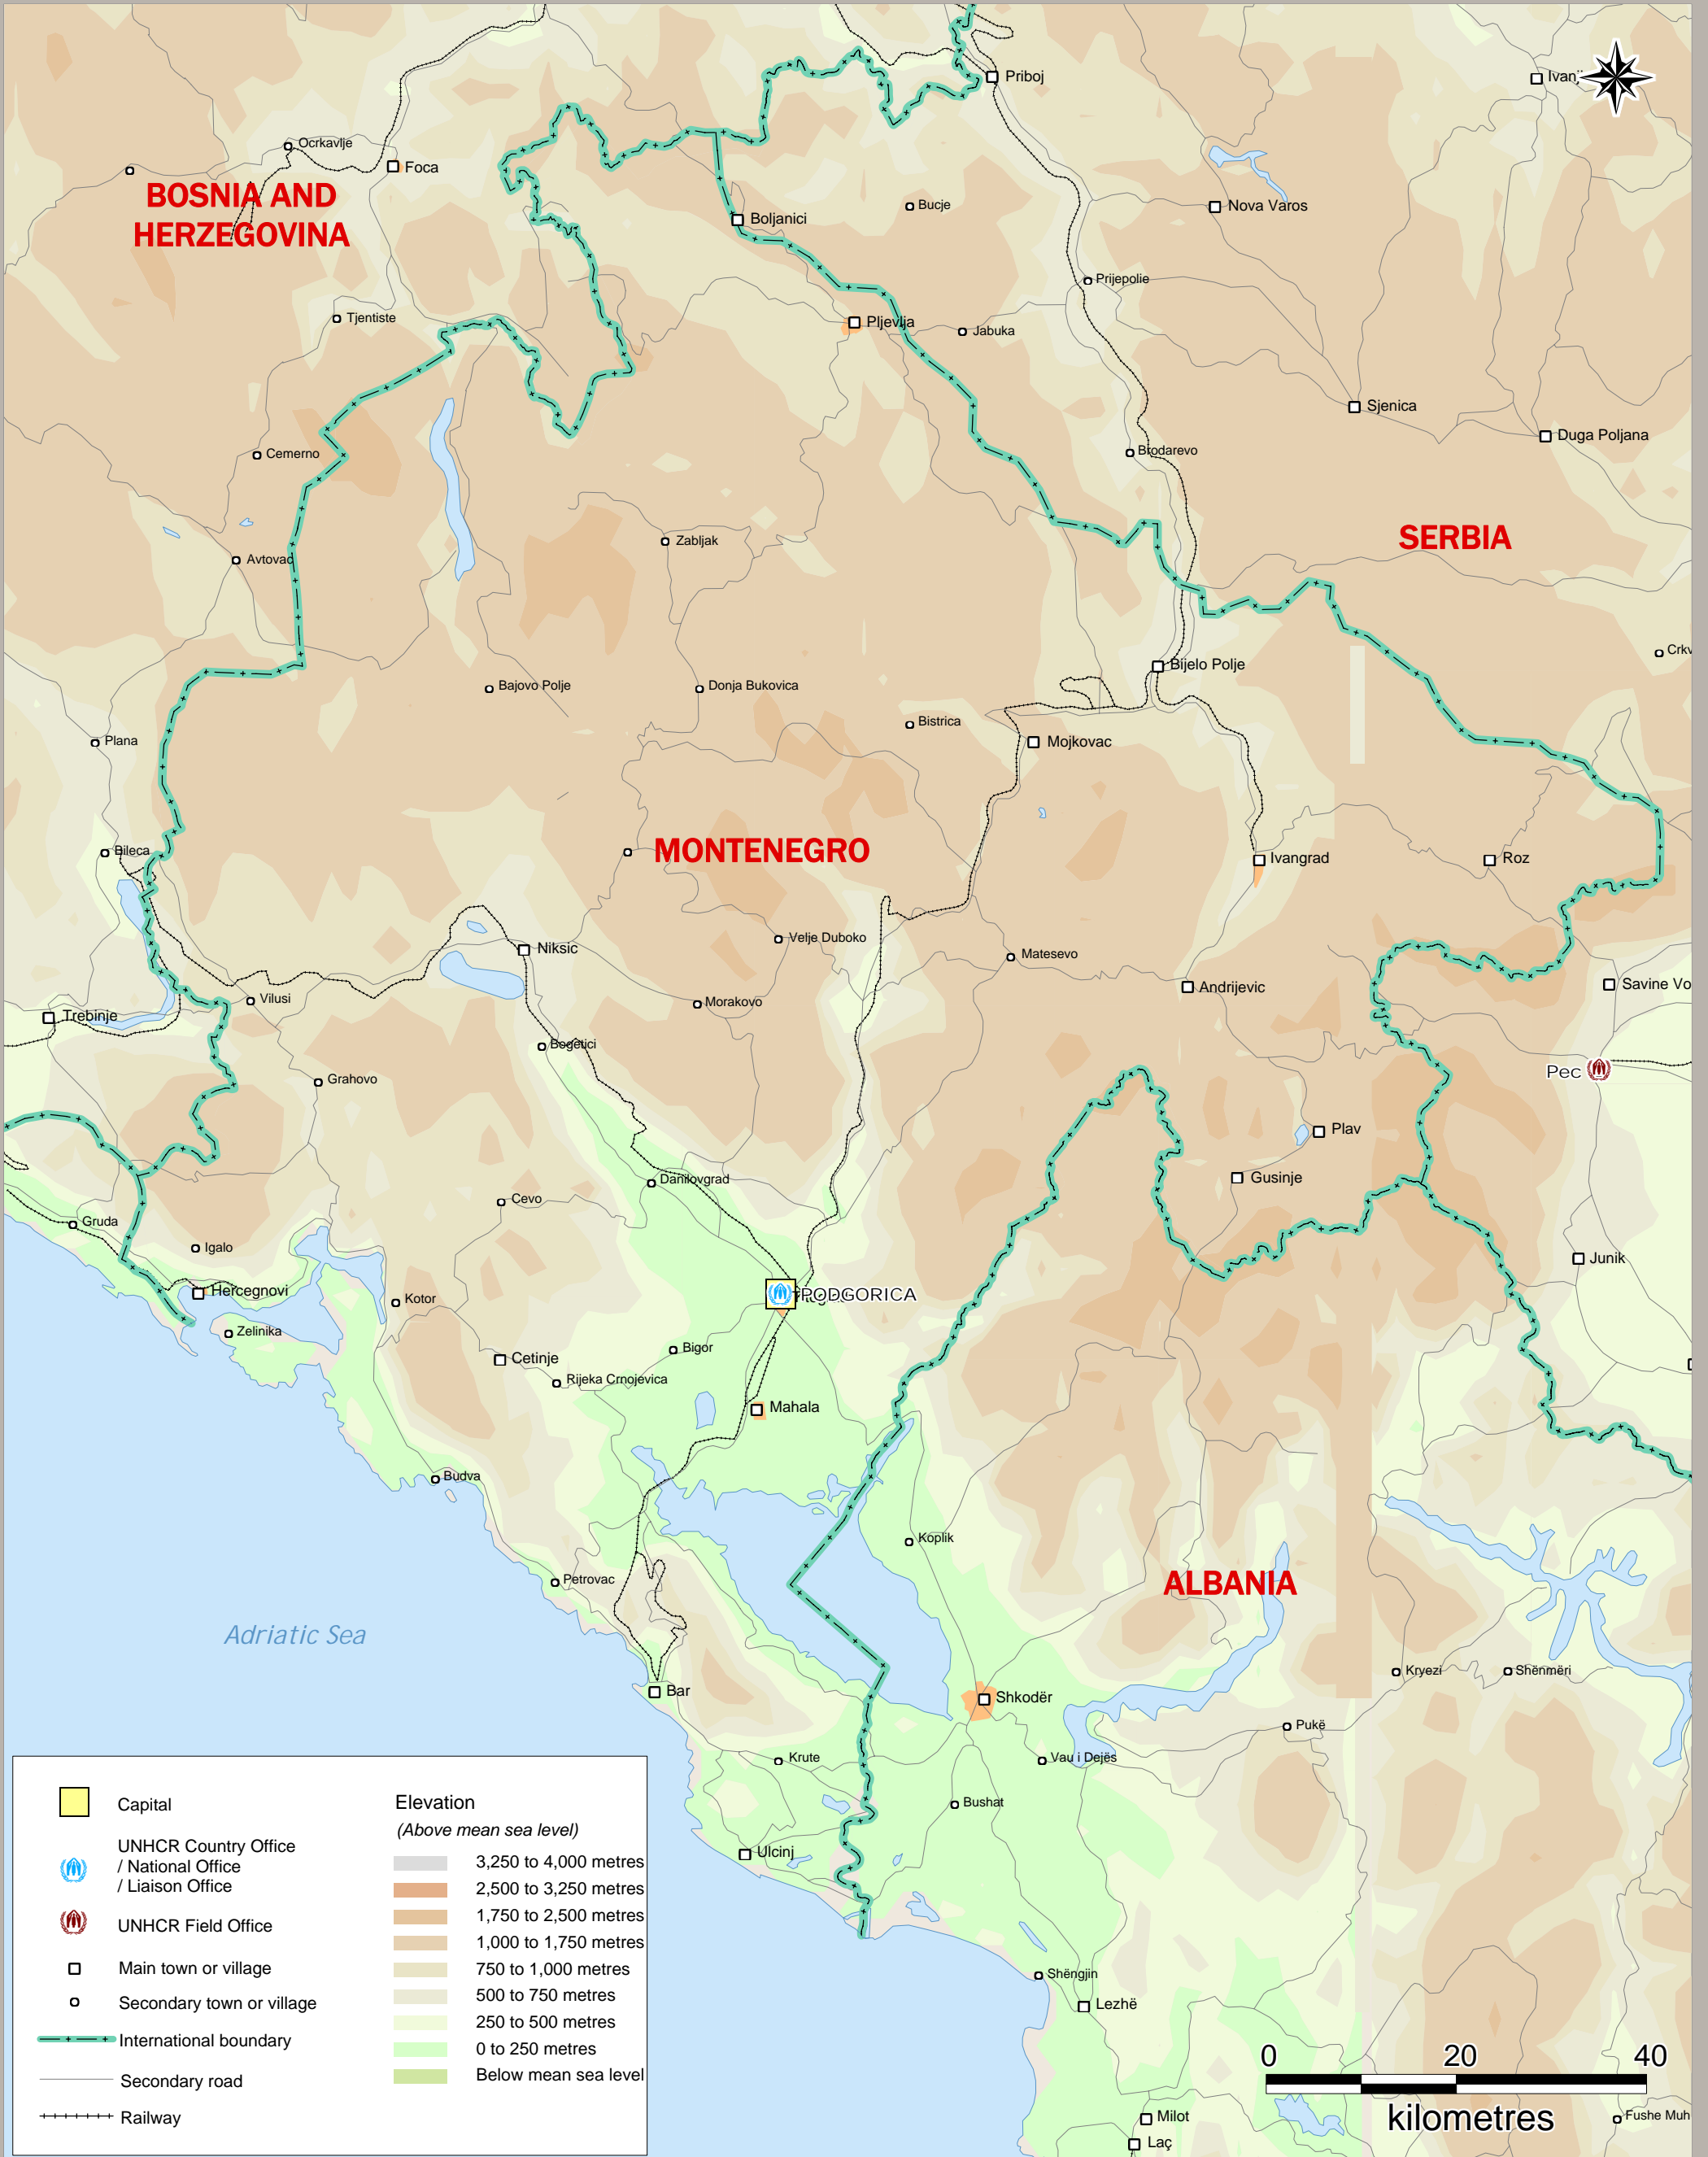 Priboj
Ivanj
Ocrkavlje
Foca
BOSNIA AND
HERZEGOVINA
Bucje
Nova Varos
Boljanici
Prijepolie
Tjentiste
Pljevlja
Jabuka
Sjenica
Duga Poljana
Cemerno
Brodarevo
SERBIA
Zabljak
Avtovac
Crkv
Bijelo Polje
Bajovo Polje
Donja Bukovica
Bistrica
Plana
Mojkovac
Bileca
MONTENEGRO
Ivangrad
Roz
Velje Duboko
Niksic
Matesevo
Andrijevic
Savine Vo
Vilusi
Morakovo
Trebinje
Bogetici
Pec
Grahovo
Plav
Danilovgrad
Gusinje
Cevo
Gruda
Igalo
Junik
Hercegnovi
PODGORICA
Kotor
Zelinika
Bigor
Cetinje
Rijeka Crnojevica
Mahala
Budva
Koplik
Petrovac
ALBANIA
Adriatic Sea
Kryezi
Shënmëri
Bar
Shkodër
Pukë
Krute
Vau i Dejës
Bushat
Ulcinj
Shëngjin
Lezhë
Milot
Laç
Fushe Muh
Capital
UNHCR Country Office
/ National Office
/ Liaison Office
UNHCR Field Office
Main town or village
Secondary town or village
International boundary
Secondary road
Railway
Elevation
(Above mean sea level)
3,250 to 4,000 metres
2,500 to 3,250 metres
1,750 to 2,500 metres
1,000 to 1,750 metres
750 to 1,000 metres
500 to 750 metres
250 to 500 metres
0 to 250 metres
Below mean sea level
0 20 40
kilometres